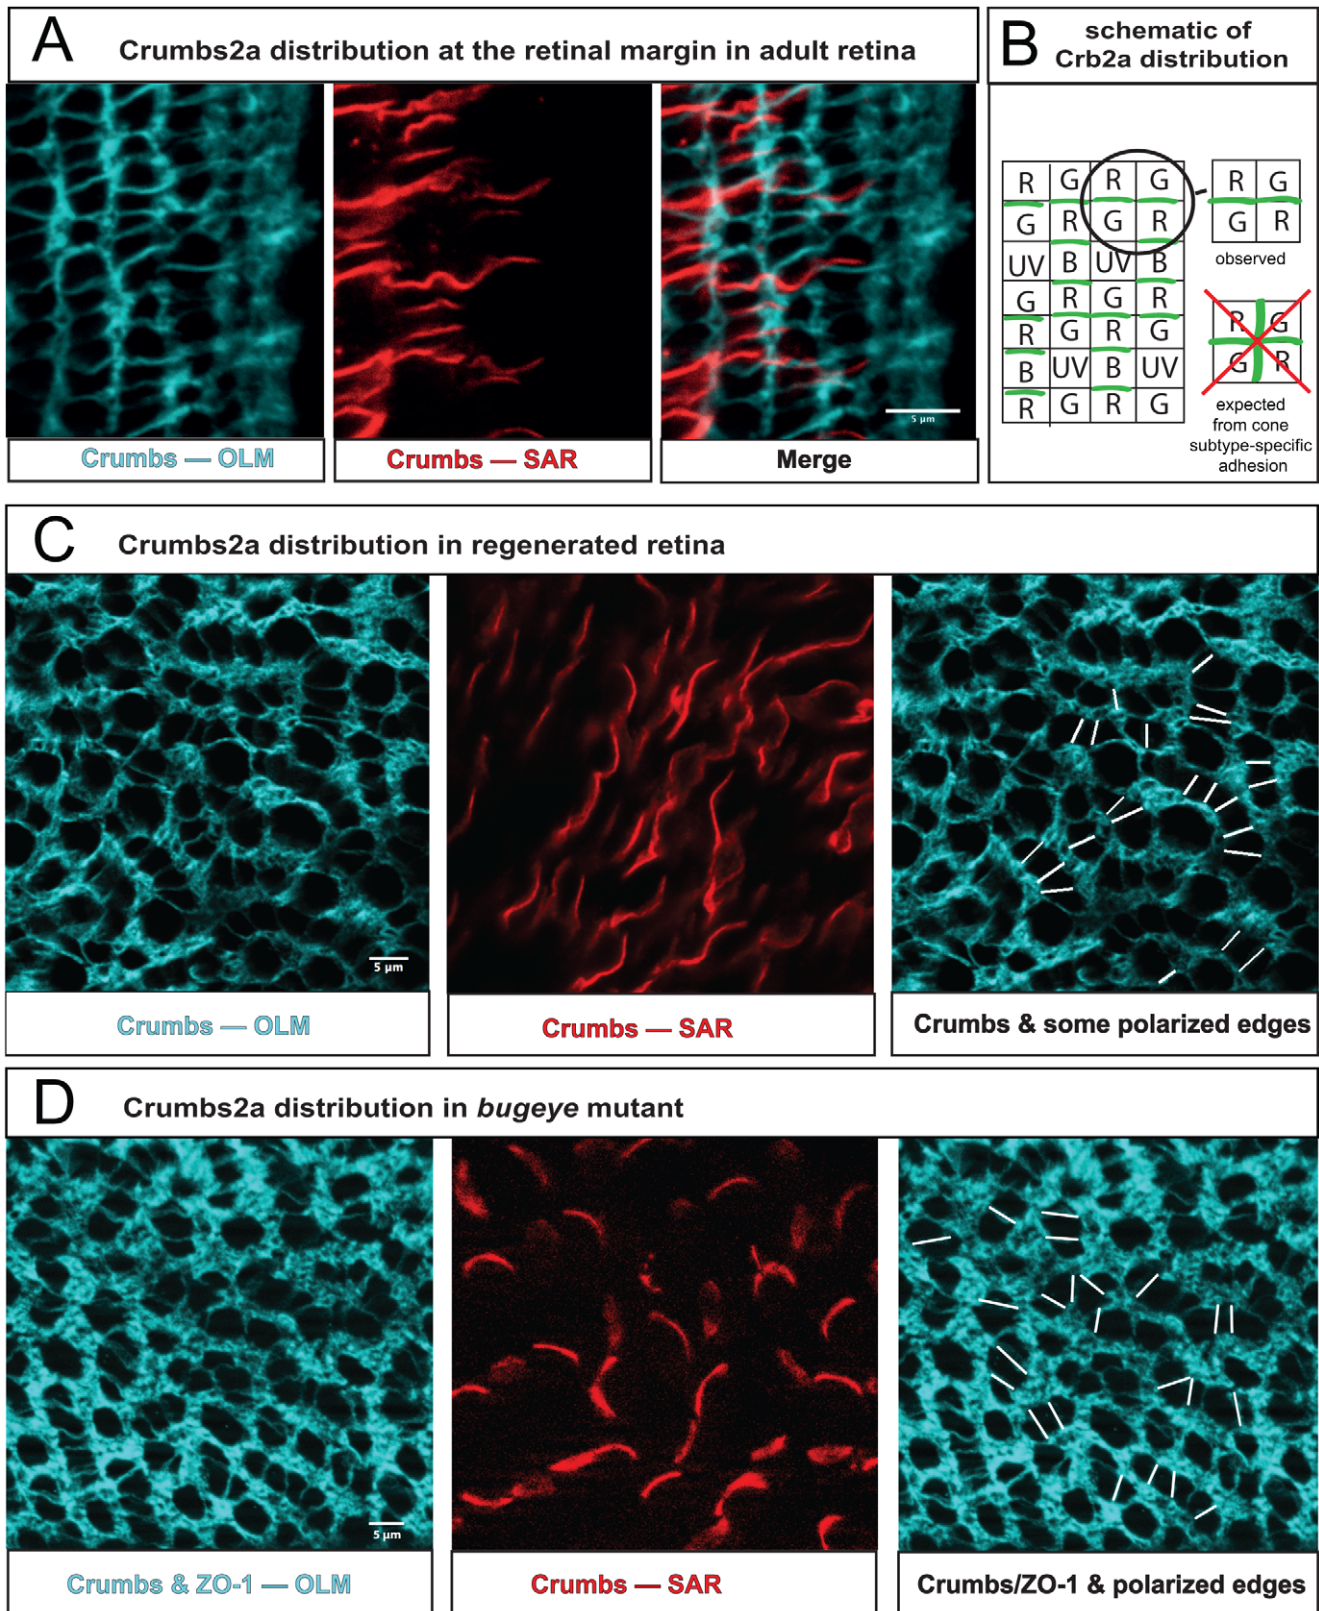 A Crumbs2a distribution at the retinal margin in adult retina
5 µm
Crumbs — OLM
Crumbs — SAR
Merge
B schematic of
Crb2a distribution
R G R G
G R G R
UV B UV B
G R G R
R G R G
B UV B UV
R G R G
R G
G R
observed
R G
G R
expected
from cone
subtype-specific
adhesion
C Crumbs2a distribution in regenerated retina
5 µm
Crumbs — OLM
Crumbs — SAR
Crumbs & some polarized edges
D Crumbs2a distribution in bugeye mutant
5 µm
Crumbs & ZO-1 — OLM
Crumbs — SAR
Crumbs/ZO-1 & polarized edges